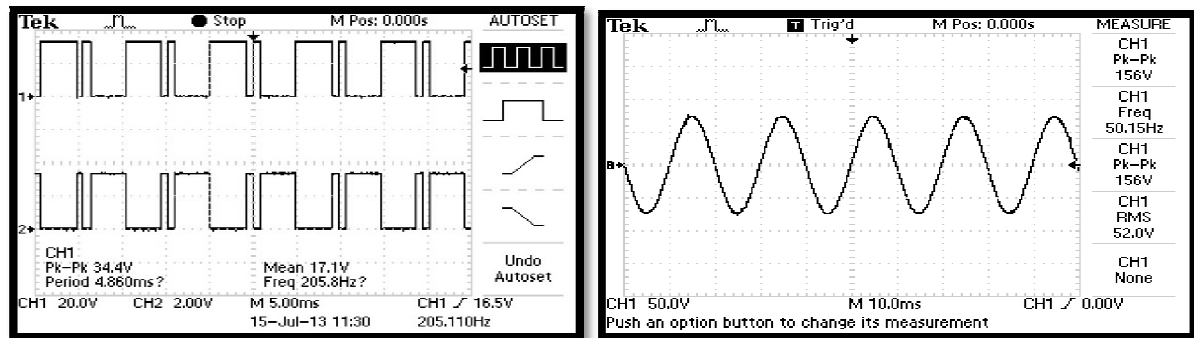 Tek Stop M Pos: 0.000s AUTOSET
1
2
CH1
Pk-Pk 34.4V Mean 17.1V
Period 4.860ms? Freq 205.8Hz?
Undo
Autoset
CH1 20.0V CH2 2.00V M 5.00ms CH1 16.5V
15-Jul-13 11:30 205.110Hz
Tek T Trig'd M Pos: 0.000s MEASURE
CH1
Pk-Pk
156V
CH1
Freq
50.15Hz
CH1
Pk-Pk
156V
CH1
RMS
52.0V
CH1
None
CH1 50.0V M 10.0ms CH1 0.00V
Push an option button to change its measurement